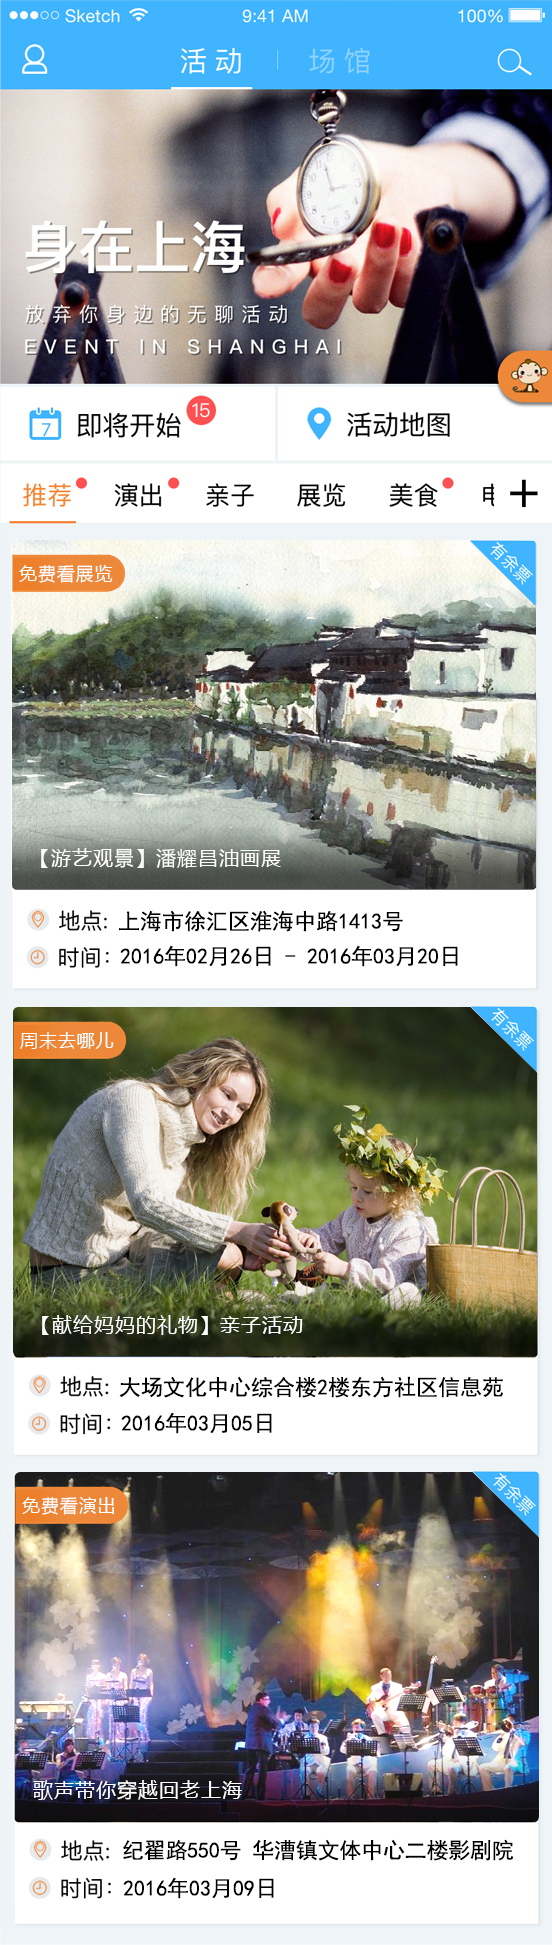 Sketch 9:41 AM 100%
活动 场馆
身在上海
放弃你身边的无聊活动
EVENT IN SHANGHAI
7 即将开始 15 活动地图
推荐 演出 亲子 展览 美食
免费看展览 有余票
【游艺观景】潘耀昌油画展
地点: 上海市徐汇区淮海中路1413号
时间: 2016年02月26日 - 2016年03月20日
周末去哪儿 有余票
【献给妈妈的礼物】亲子活动
地点: 大场文化中心综合楼2楼东方社区信息苑
时间: 2016年03月05日
免费看演出 有余票
歌声带你穿越回老上海
地点: 纪翟路550号 华漕镇文体中心二楼影剧院
时间: 2016年03月09日